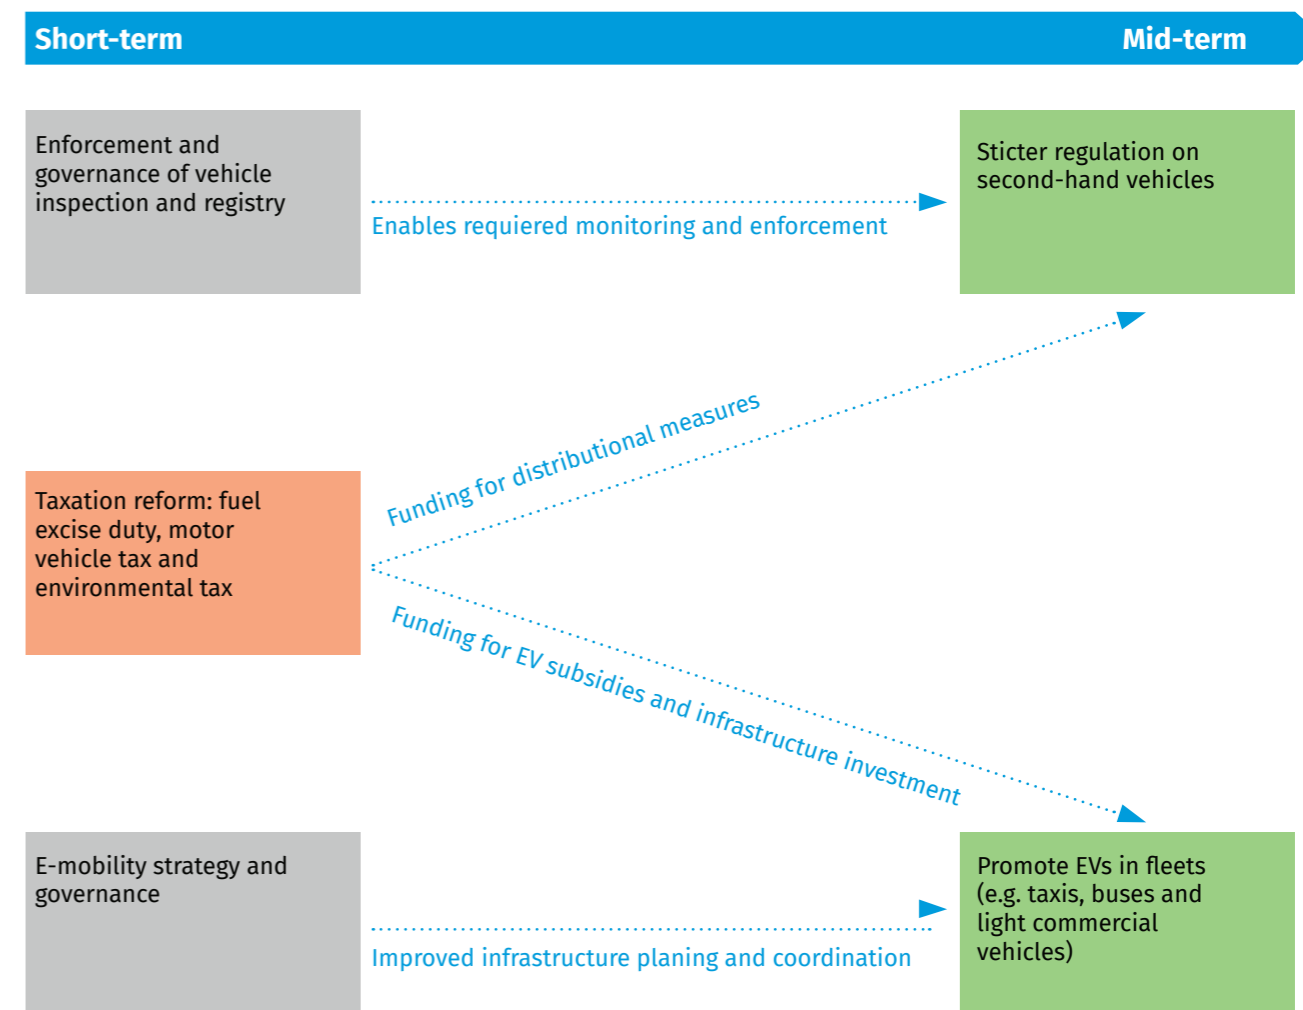 Short-term
Mid-term
Enforcement and
governance of vehicle
inspection and registry
Enables requiered monitoring and enforcement
Sticter regulation on
second-hand vehicles
Funding for distributional measures
Taxation reform: fuel
excise duty, motor
vehicle tax and
environmental tax
Funding for EV subsidies and infrastructure investment
E-mobility strategy and
governance
Improved infrastructure planing and coordination
Promote EVs in fleets
(e.g. taxis, buses and
light commercial
vehicles)